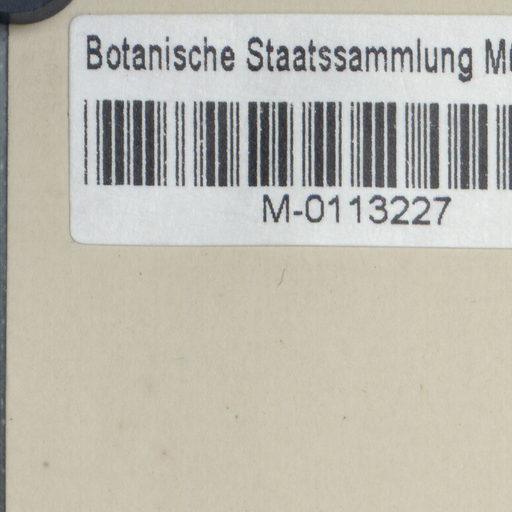 Botanische Staatssammlung
M-0113227